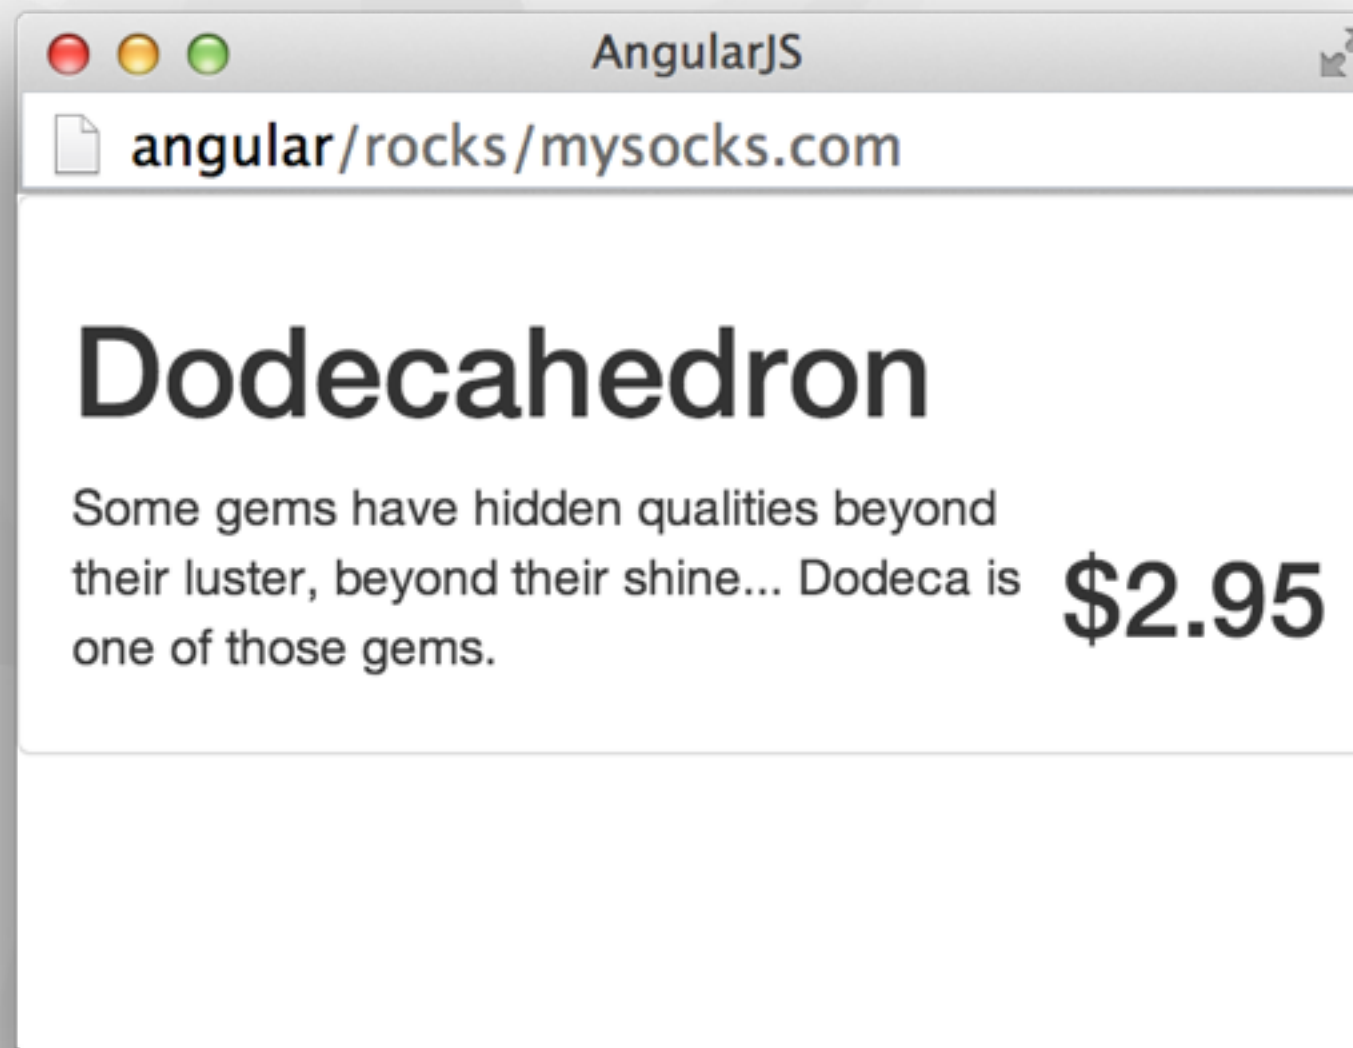 AngularJS
angular/rocks/mysocks.com
Dodecahedron
Some gems have hidden qualities beyond
their luster, beyond their shine... Dodeca is
one of those gems.
$2.95